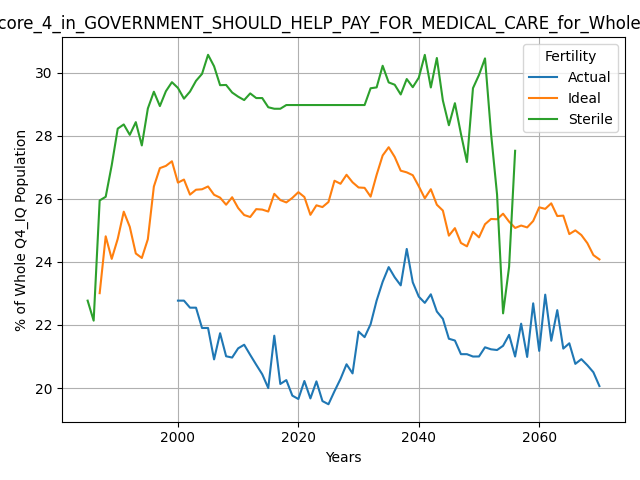 core_4_in_GOVERNMENT_SHOULD_HELP_PAY_FOR_MEDICAL_CARE_for_Whole
Fertility
Actual
Ideal
Sterile
% of Whole Q4_IQ Population
30
28
26
24
22
20
2000
2020
2040
2060
Years